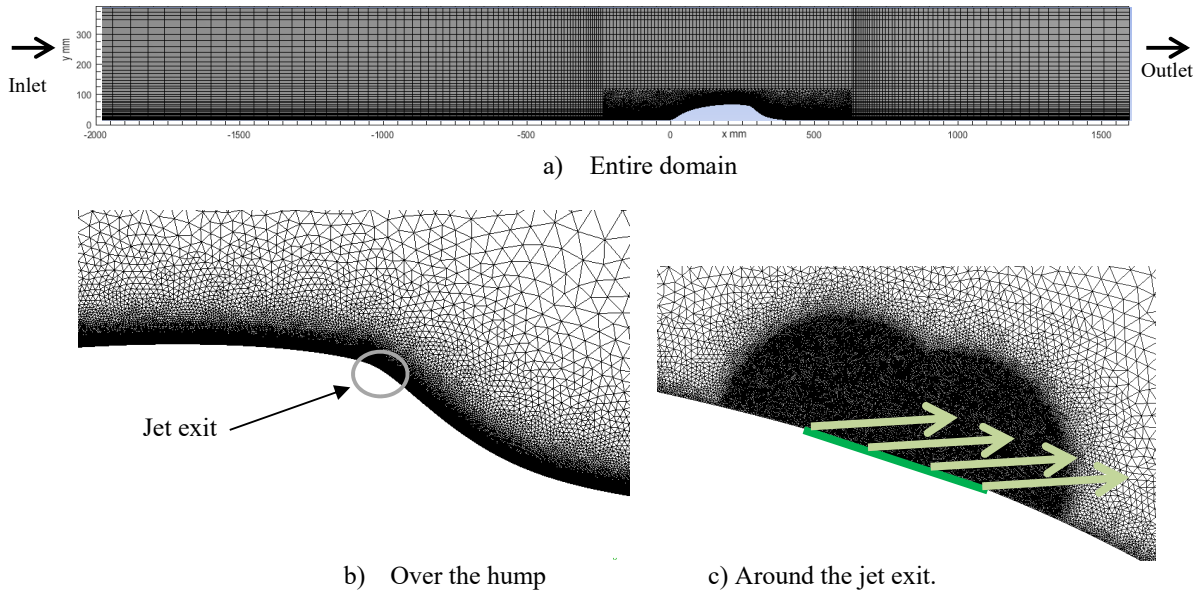 300
200
100
0
y mm
Inlet
Outlet
-2000 -1500 -1000 -500 0 500 1000 1500
x mm
a) Entire domain
Jet exit
b) Over the hump
c) Around the jet exit.